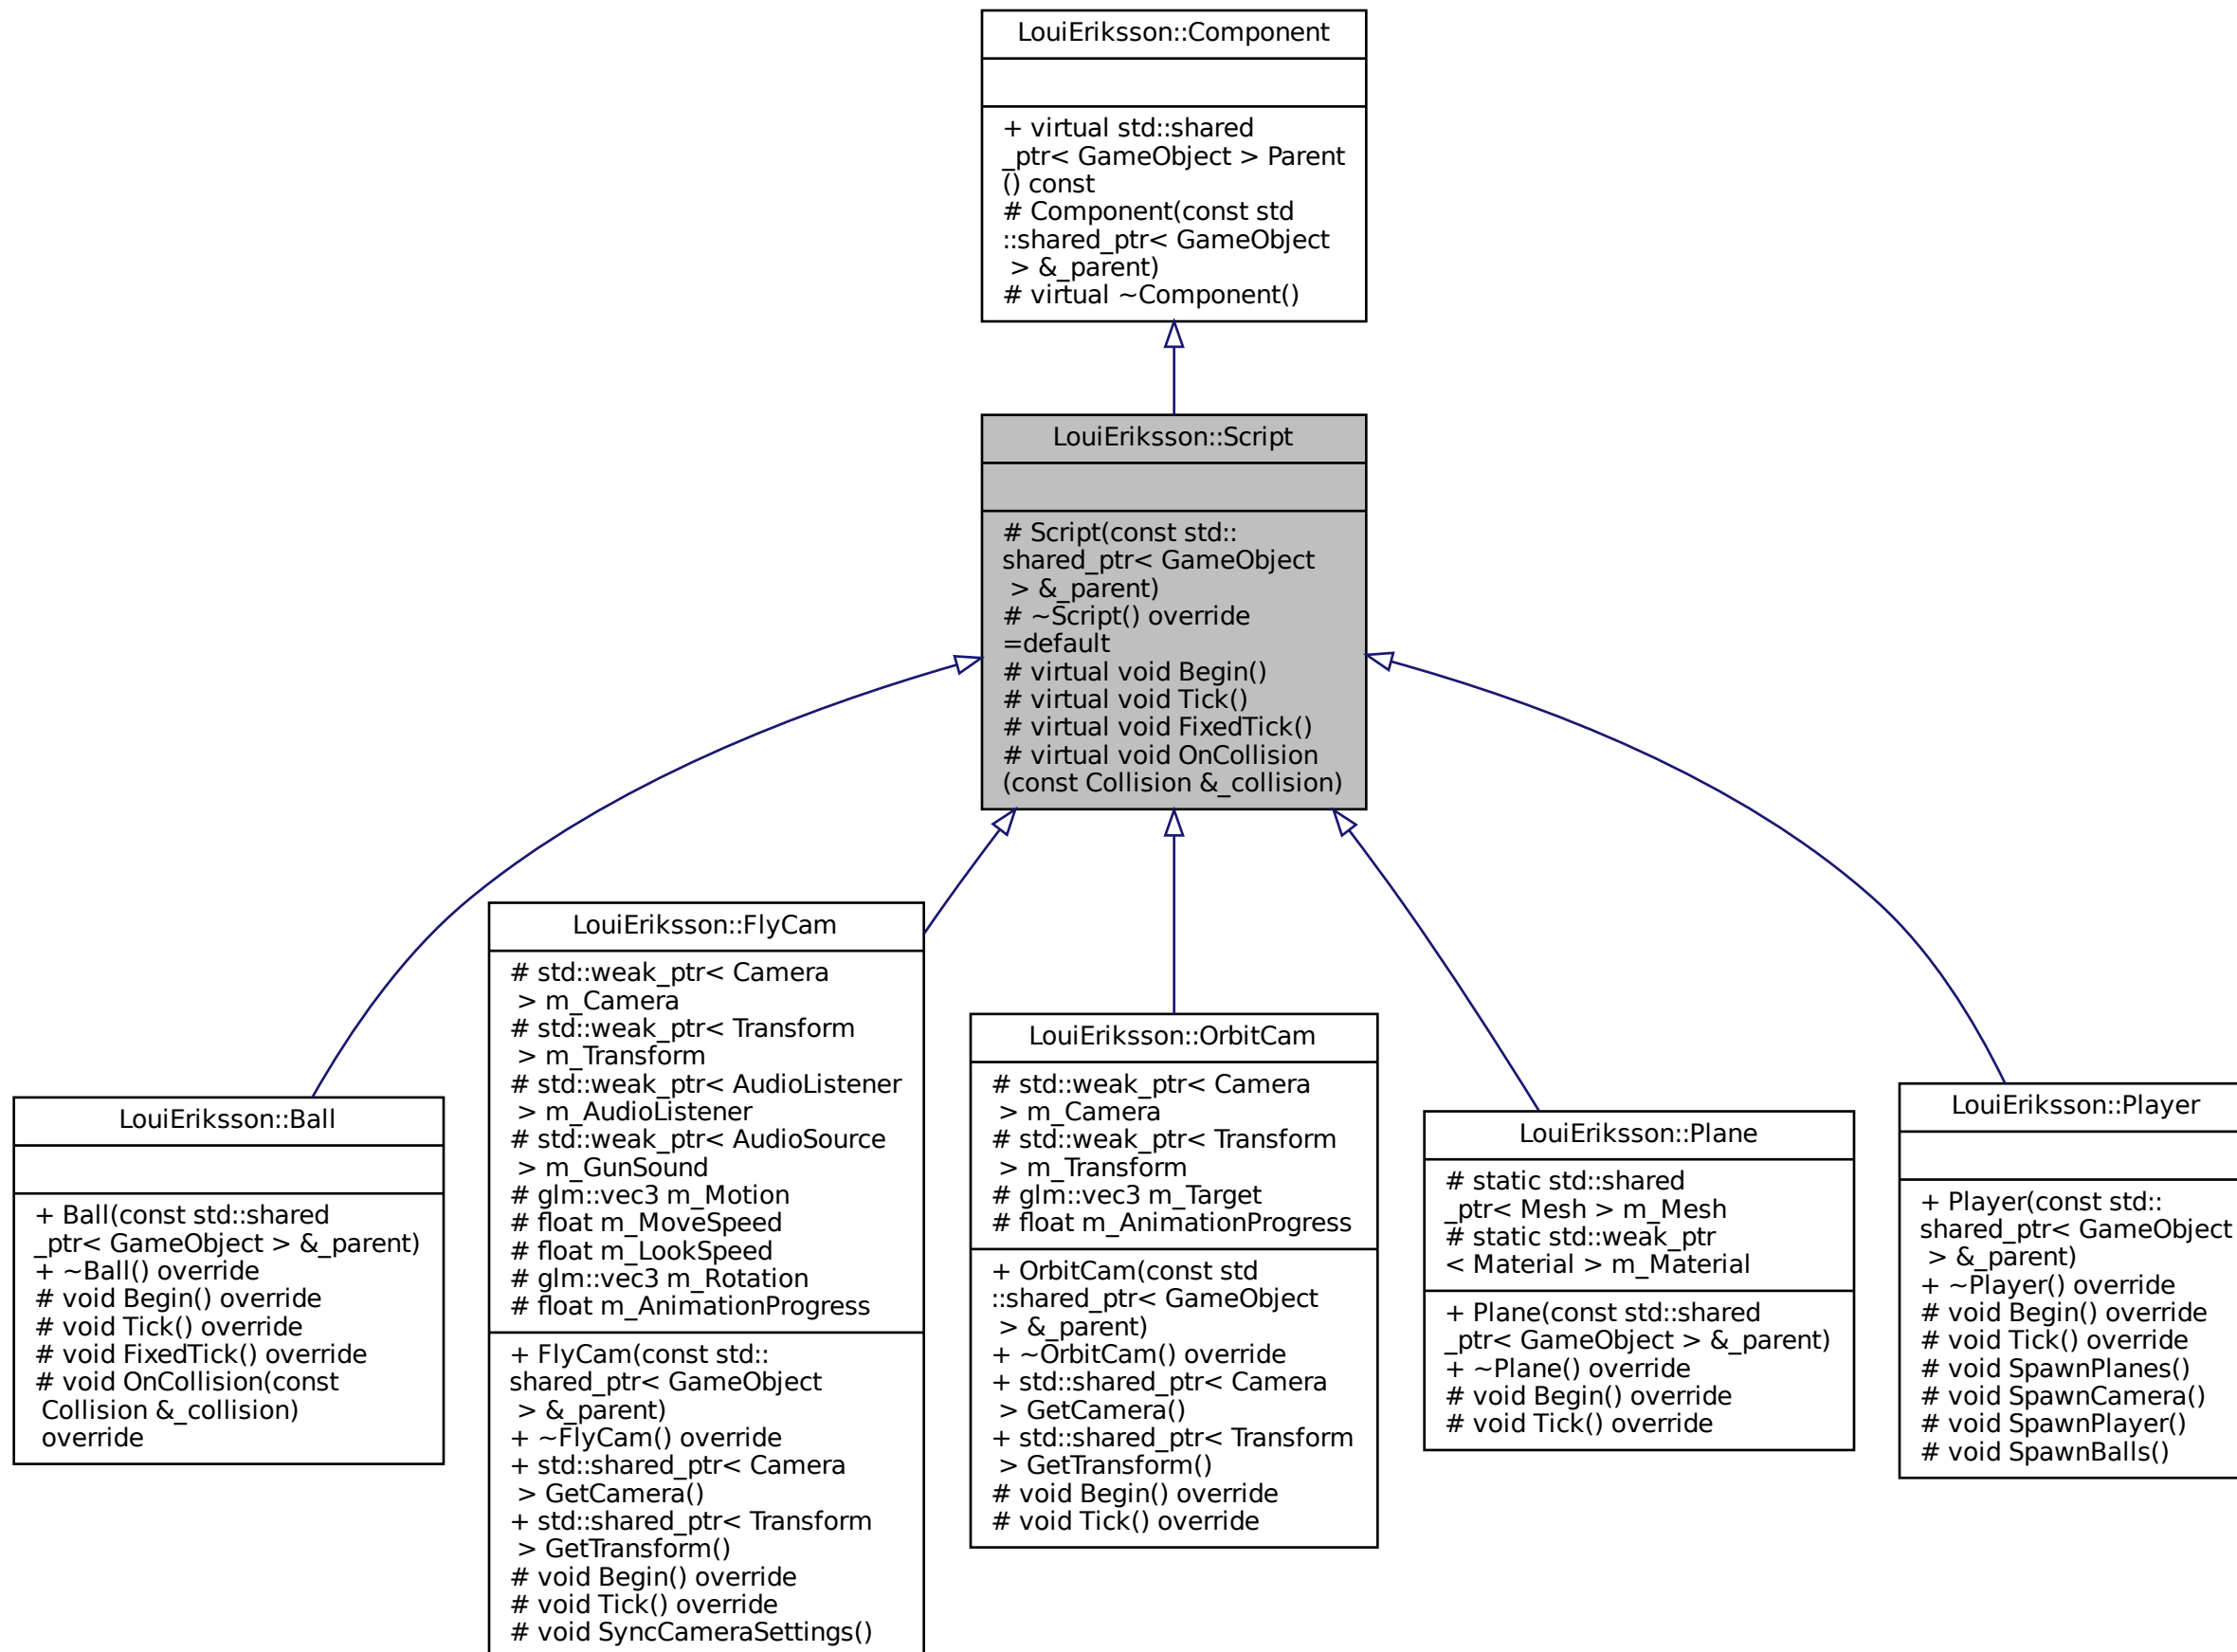 LouiEriksson::Component
+ virtual std::shared
_ptr< GameObject > Parent
() const
# Component(const std
::shared_ptr< GameObject
 > &_parent)
# virtual ~Component()
LouiEriksson::Script
# Script(const std::
shared_ptr< GameObject
 > &_parent)
# ~Script() override
=default
# virtual void Begin()
# virtual void Tick()
# virtual void FixedTick()
# virtual void OnCollision
(const Collision &_collision)
LouiEriksson::Ball
+ Ball(const std::shared
_ptr< GameObject > &_parent)
+ ~Ball() override
# void Begin() override
# void Tick() override
# void FixedTick() override
# void OnCollision(const
 Collision &_collision)
 override
LouiEriksson::FlyCam
# std::weak_ptr< Camera
 > m_Camera
# std::weak_ptr< Transform
 > m_Transform
# std::weak_ptr< AudioListener
 > m_AudioListener
# std::weak_ptr< AudioSource
 > m_GunSound
# glm::vec3 m_Motion
# float m_MoveSpeed
# float m_LookSpeed
# glm::vec3 m_Rotation
# float m_AnimationProgress
+ FlyCam(const std::
shared_ptr< GameObject
 > &_parent)
+ ~FlyCam() override
+ std::shared_ptr< Camera
 > GetCamera()
+ std::shared_ptr< Transform
 > GetTransform()
# void Begin() override
# void Tick() override
# void SyncCameraSettings()
LouiEriksson::OrbitCam
# std::weak_ptr< Camera
 > m_Camera
# std::weak_ptr< Transform
 > m_Transform
# glm::vec3 m_Target
# float m_AnimationProgress
+ OrbitCam(const std
::shared_ptr< GameObject
 > &_parent)
+ ~OrbitCam() override
+ std::shared_ptr< Camera
 > GetCamera()
+ std::shared_ptr< Transform
 > GetTransform()
# void Begin() override
# void Tick() override
LouiEriksson::Plane
# static std::shared
_ptr< Mesh > m_Mesh
# static std::weak_ptr
< Material > m_Material
+ Plane(const std::shared
_ptr< GameObject > &_parent)
+ ~Plane() override
# void Begin() override
# void Tick() override
LouiEriksson::Player
+ Player(const std::
shared_ptr< GameObject
 > &_parent)
+ ~Player() override
# void Begin() override
# void Tick() override
# void SpawnPlanes()
# void SpawnCamera()
# void SpawnPlayer()
# void SpawnBalls()